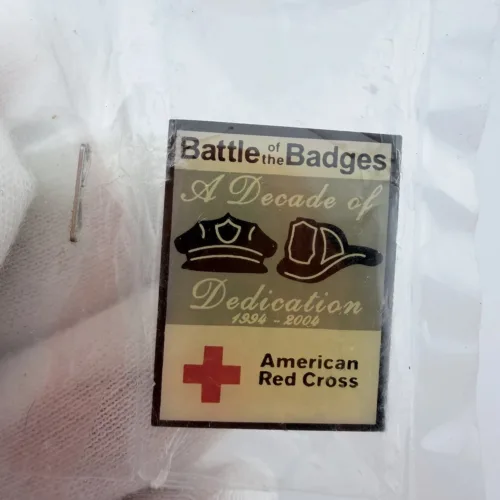 Battle of the Badges
A Decade of
Dedication
1994 - 2004
American
Red Cross